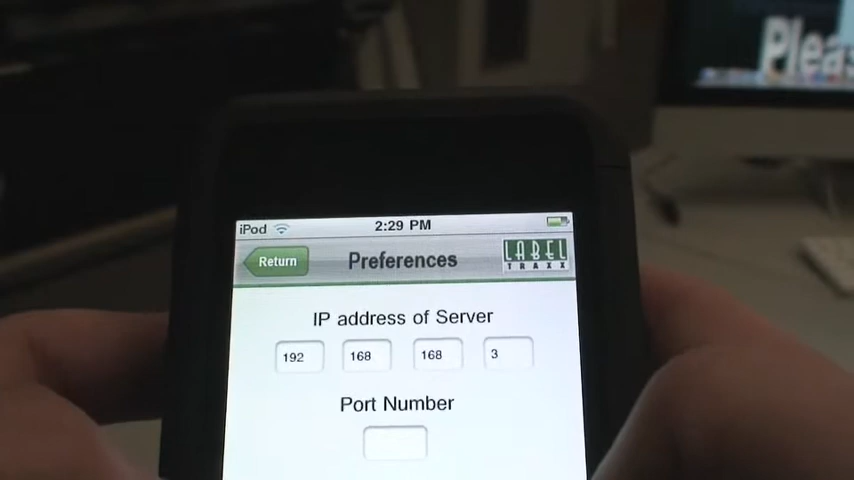 Pleas
iPod 2:29 PM
Return Preferences LABEL
TRAXX
IP address of Server
192 168 168 3
Port Number